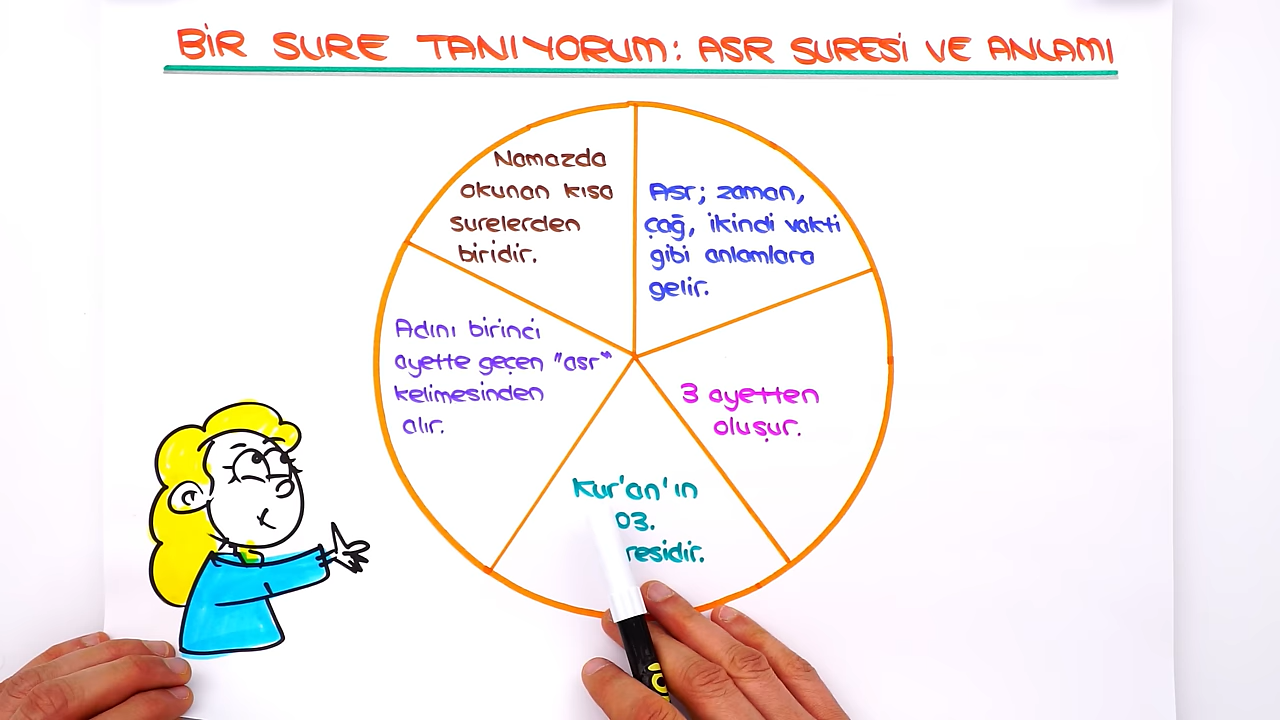 BİR SURE TANIYORUM: ASR SURESİ VE ANLAMI
Namazda
okunan kısa
surelerden
biridir.
Asr; zaman,
çağ, ikindi vakti
gibi anlamlara
gelir.
Adını birinci
ayette geçen "asr"
kelimesinden
alır.
3 ayetten
oluşur.
Kur'an'ın
03.
residir.